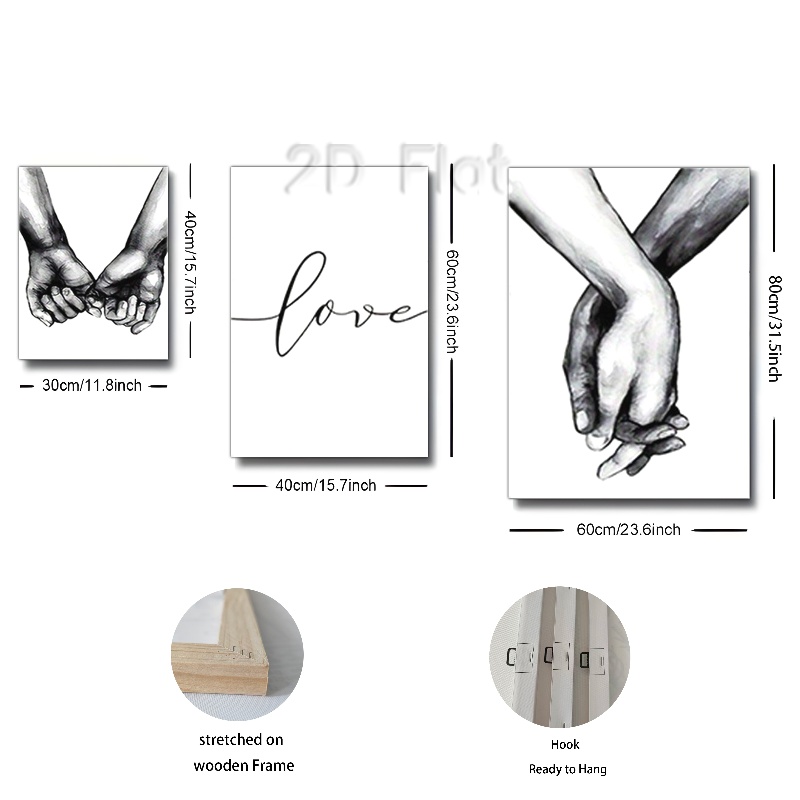 2D Flat
40cm/15.7inch
30cm/11.8inch
love
60cm/23.6inch
40cm/15.7inch
80cm/31.5inch
60cm/23.6inch
stretched on
wooden Frame
Hook
Ready to Hang